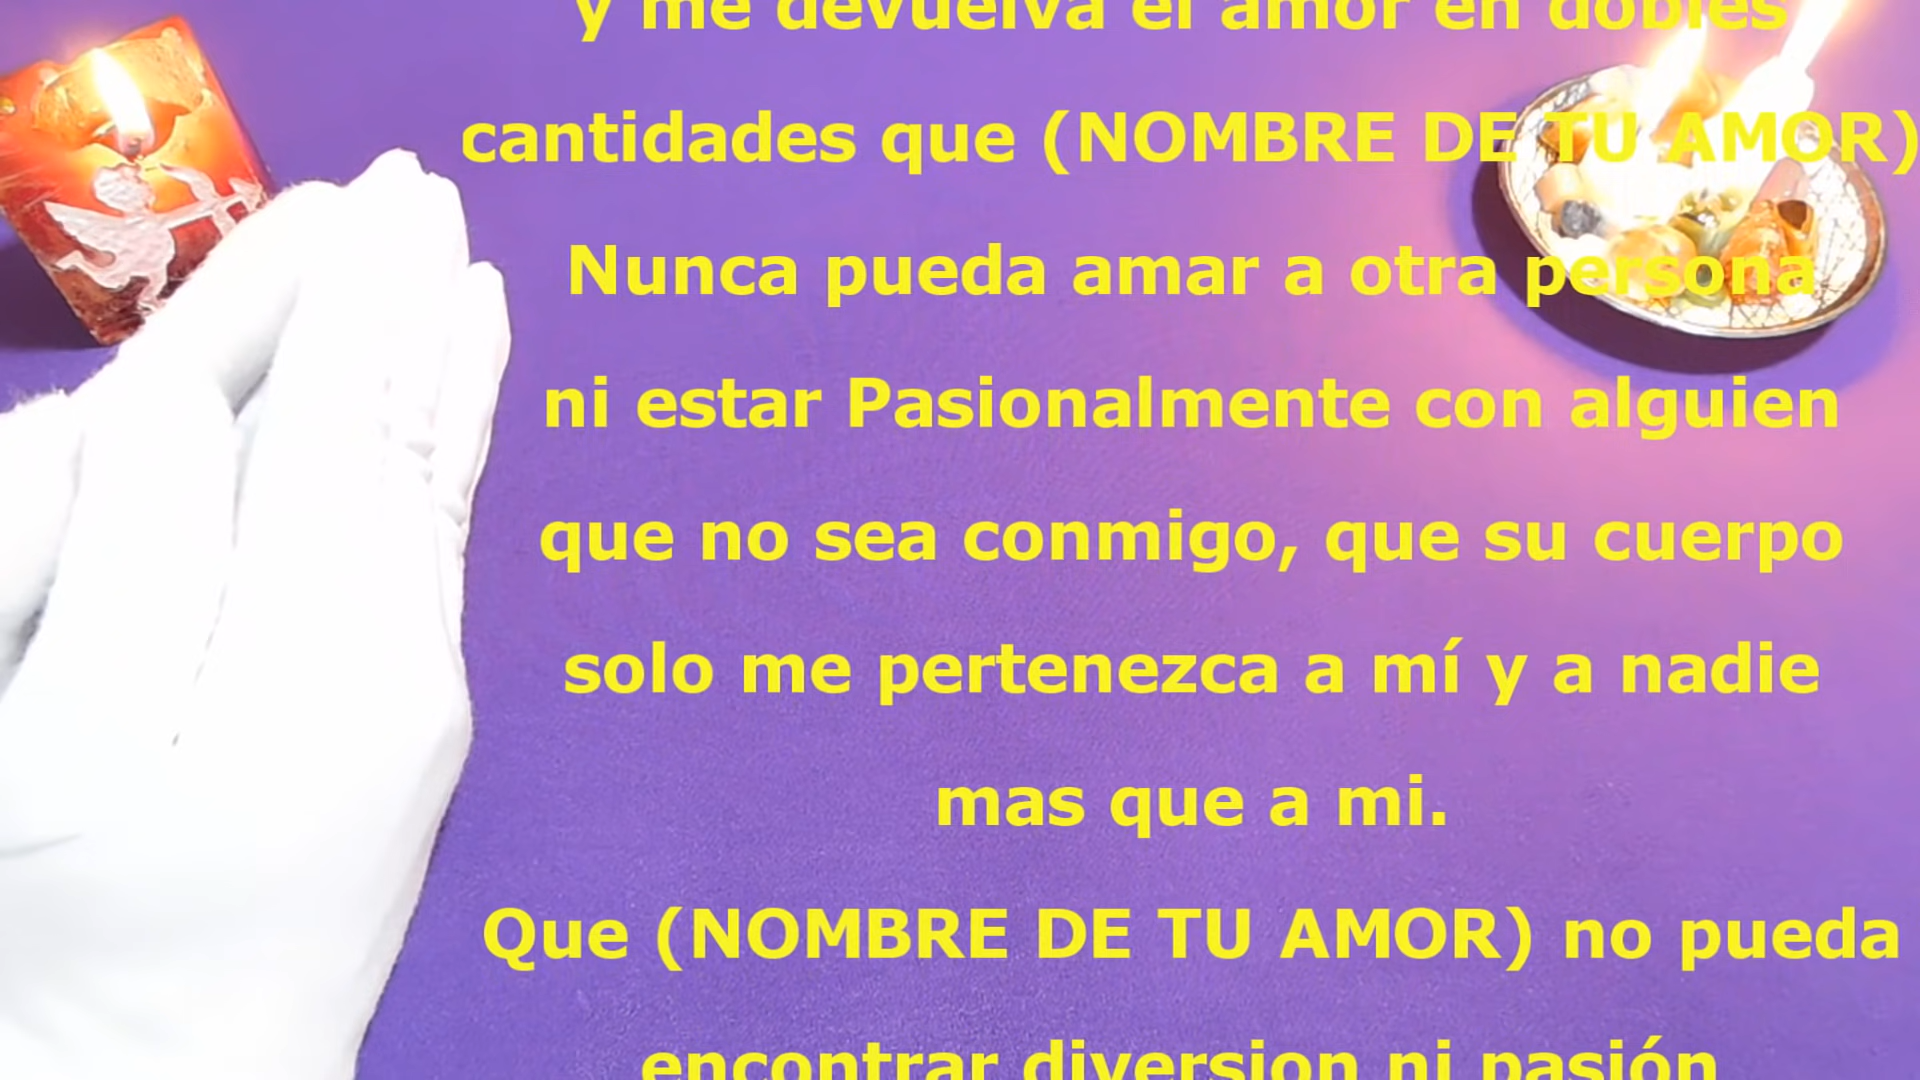 y me devuelva el amor en dobles
cantidades que (NOMBRE DE TU AMOR)
Nunca pueda amar a otra persona
ni estar Pasionalmente con alguien
que no sea conmigo, que su cuerpo
solo me pertenezca a mí y a nadie
mas que a mi.
Que (NOMBRE DE TU AMOR) no pueda
encontrar diversion ni pasión